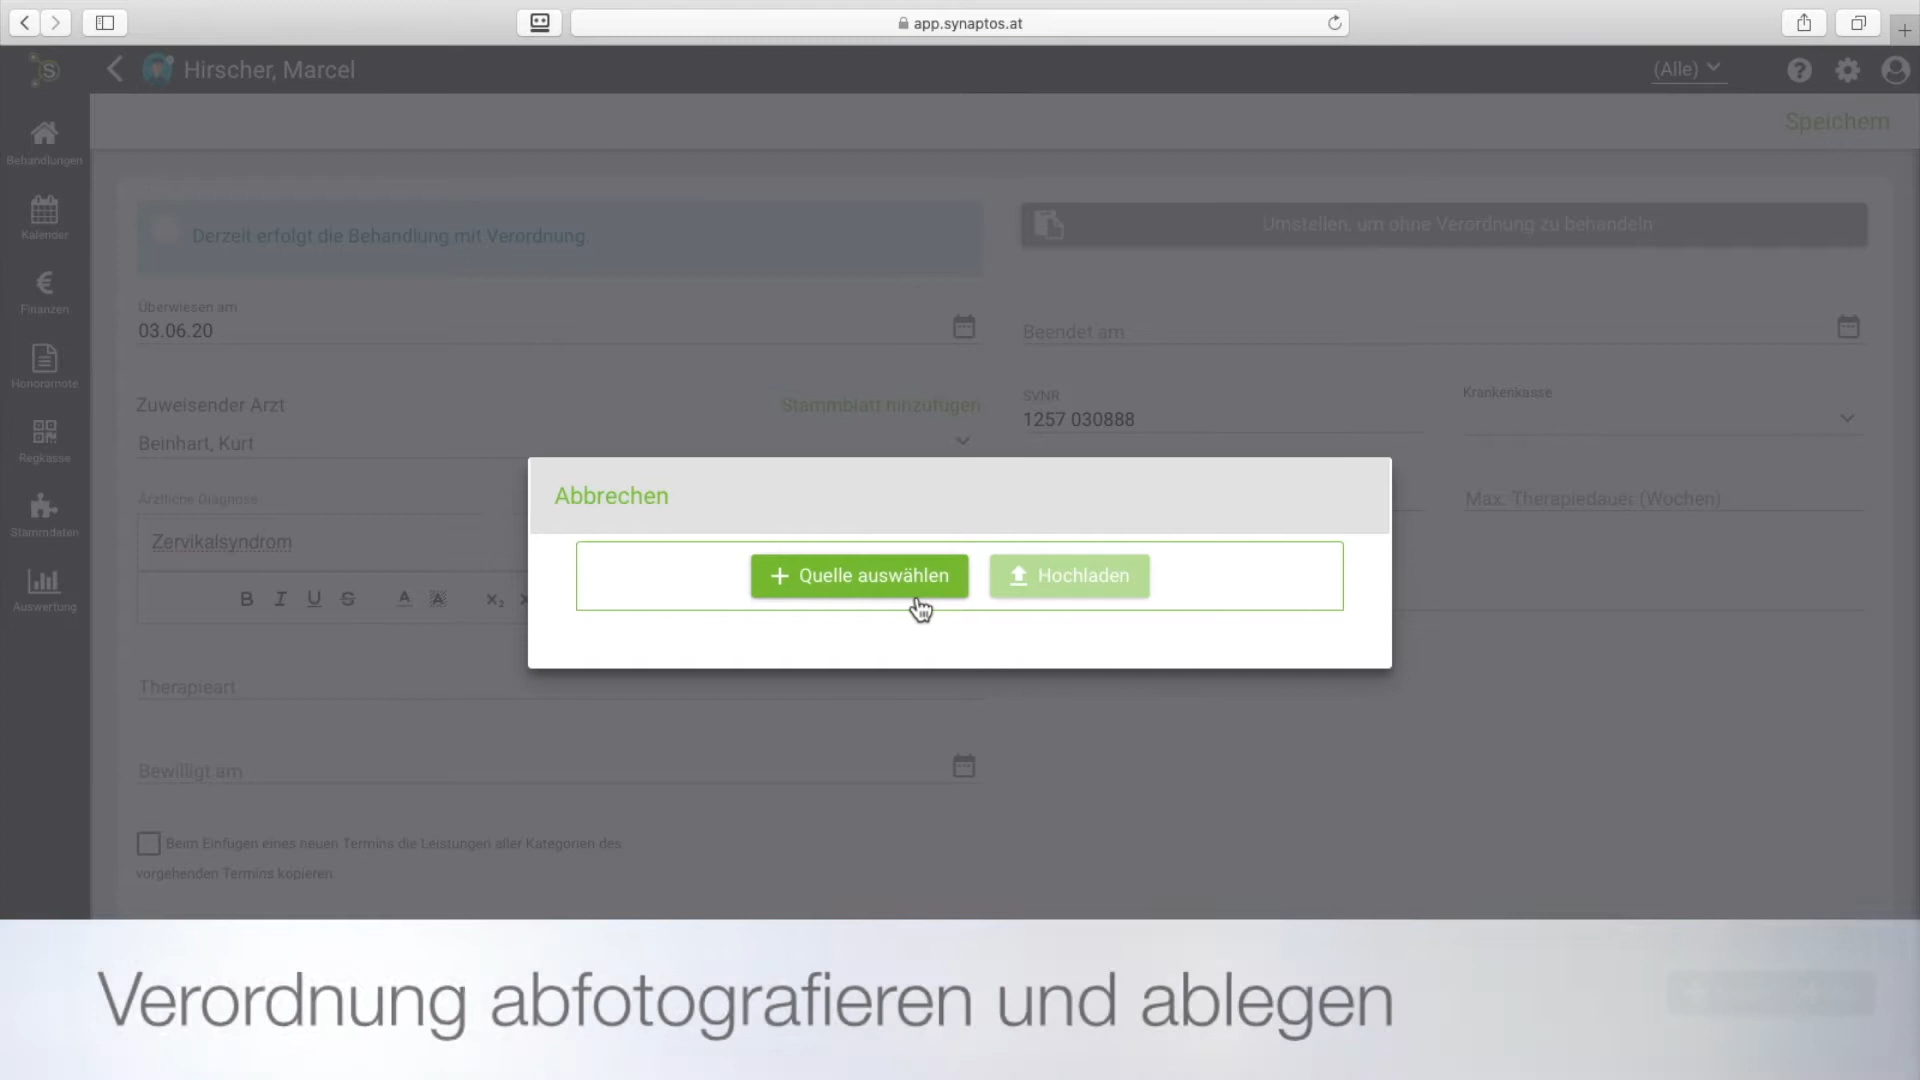 app.synaptos.at
S
Hirscher, Marcel
(Alle)
Speichern
Behandlungen
Kalender
Finanzen
Honorarnote
Regkasse
Stammdaten
Auswertung
Derzeit erfolgt die Behandlung mit Verordnung.
Umstellen, um ohne Verordnung zu behandeln
Überwiesen am
03.06.20
Beendet am
Zuweisender Arzt
Stammblatt hinzufügen
Beinhart, Kurt
SVNR
1257 030888
Krankenkasse
Ärztliche Diagnose
Zervikalsyndrom
Max. Therapiedauer (Wochen)
B I U S A A X₂
Abbrechen
+ Quelle auswählen
Hochladen
Therapieart
Bewilligt am
Beim Einfügen eines neuen Termins die Leistungen aller Kategorien des
vorgehenden Termins kopieren
Verordnung abfotografieren und ablegen